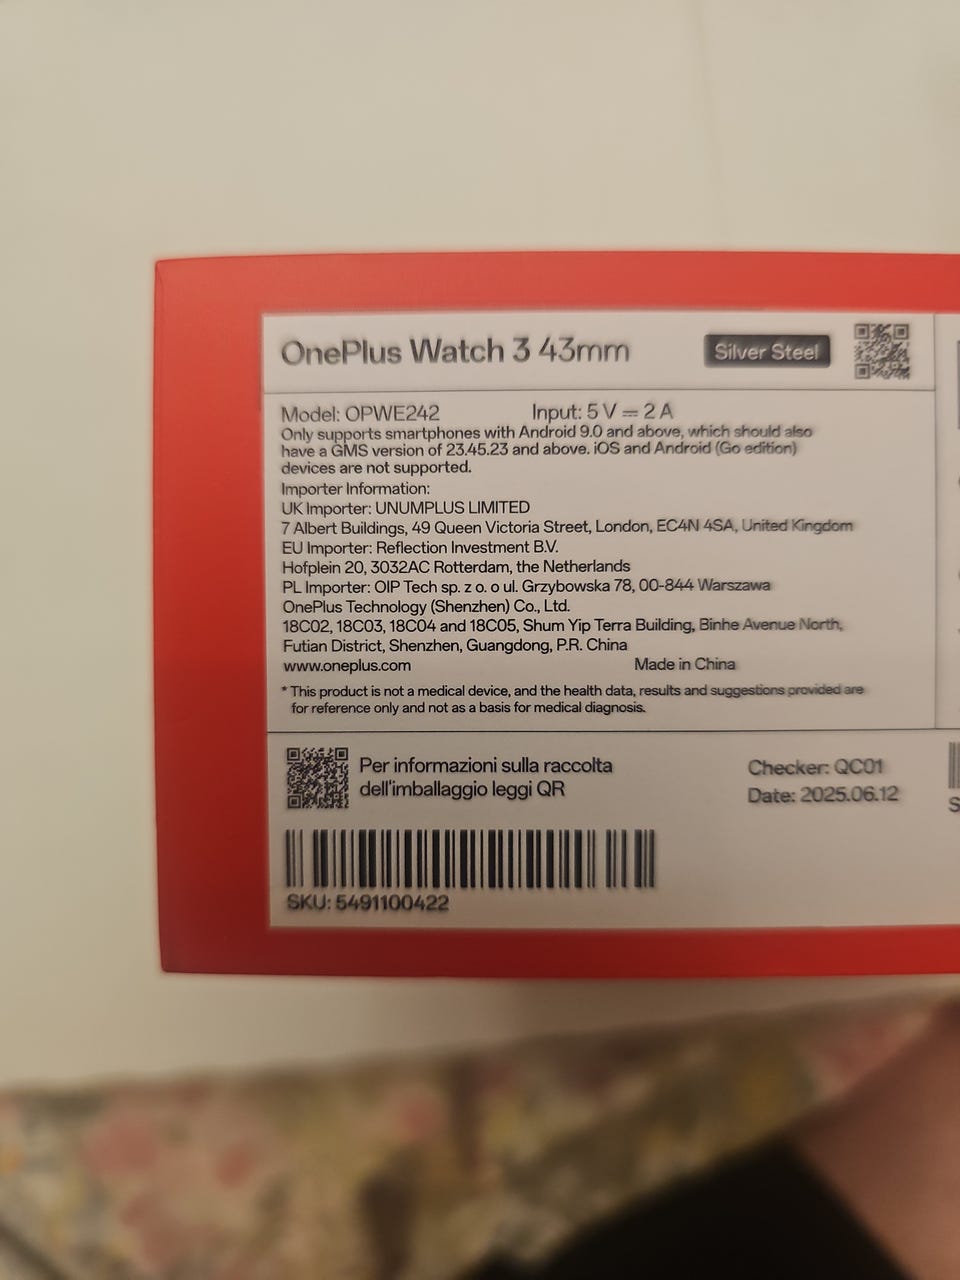 OnePlus Watch 3 43mm
Silver Steel
Model: OPWE242
Input: 5 V ⎓ 2 A
Only supports smartphones with Android 9.0 and above, which should also
have a GMS version of 23.45.23 and above. iOS and Android (Go edition)
devices are not supported.
Importer Information:
UK Importer: UNUMPLUS LIMITED
7 Albert Buildings, 49 Queen Victoria Street, London, EC4N 4SA, United Kingdom
EU Importer: Reflection Investment B.V.
Hofplein 20, 3032AC Rotterdam, the Netherlands
PL Importer: OIP Tech sp. z o. o ul. Grzybowska 78, 00-844 Warszawa
OnePlus Technology (Shenzhen) Co., Ltd.
18C02, 18C03, 18C04 and 18C05, Shum Yip Terra Building, Binhe Avenue North,
Futian District, Shenzhen, Guangdong, P.R. China
www.oneplus.com
Made in China
* This product is not a medical device, and the health data, results and suggestions provided are
for reference only and not as a basis for medical diagnosis.
Per informazioni sulla raccolta
dell'imballaggio leggi QR
Checker: QC01
Date: 2025.06.12
SKU: 5491100422